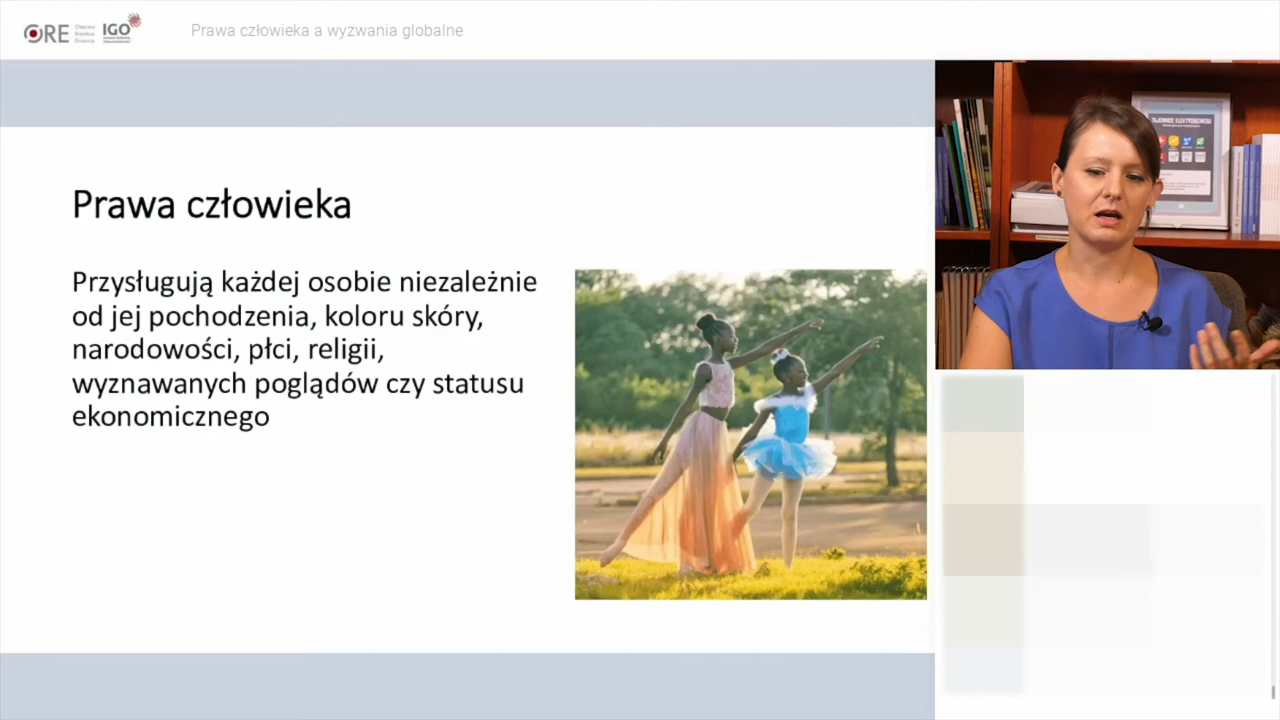 ORE
IGO
Prawa człowieka a wyzwania globalne
Prawa człowieka
Przysługują każdej osobie niezależnie
od jej pochodzenia, koloru skóry,
narodowości, płci, religii,
wyznawanych poglądów czy statusu
ekonomicznego